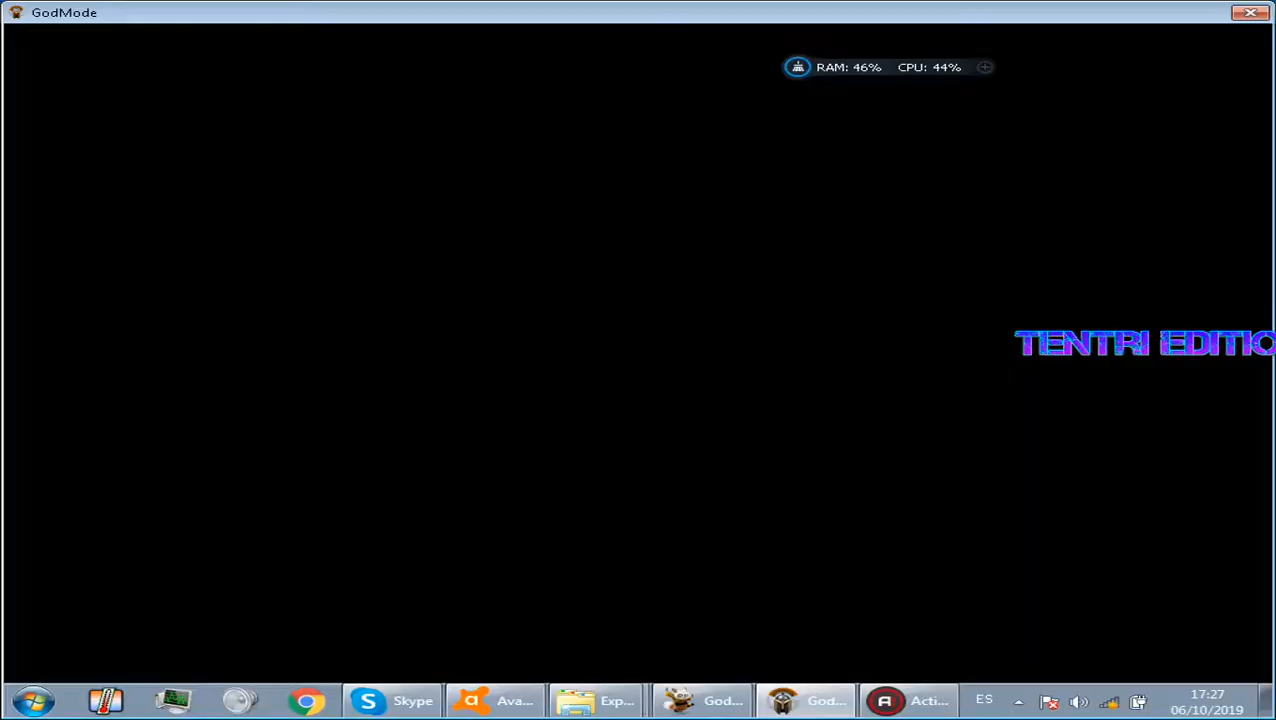 GodMode
RAM: 46% CPU: 44%
TENTRI EDITIO
Skype
Ava...
Exp...
God...
God...
Acti...
ES
17:27
06/10/2019